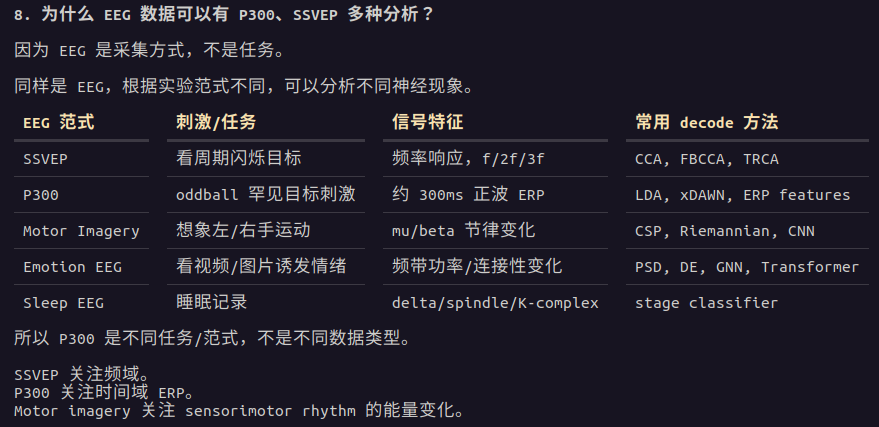 8. 为什么 EEG 数据可以有 P300、SSVEP 多种分析？
因为 EEG 是采集方式，不是任务。
同样是 EEG，根据实验范式不同，可以分析不同神经现象。
EEG 范式 刺激/任务 信号特征 常用 decode 方法
SSVEP 看周期闪烁目标 频率响应，f/2f/3f CCA, FBCCA, TRCA
P300 oddball 罕见目标刺激 约 300ms 正波 ERP LDA, xDAWN, ERP features
Motor Imagery 想象左/右手运动 mu/beta 节律变化 CSP, Riemannian, CNN
Emotion EEG 看视频/图片诱发情绪 频带功率/连接性变化 PSD, DE, GNN, Transformer
Sleep EEG 睡眠记录 delta/spindle/K-complex stage classifier
所以 P300 是不同任务/范式，不是不同数据类型。
SSVEP 关注频域。
P300 关注时间域 ERP。
Motor imagery 关注 sensorimotor rhythm 的能量变化。